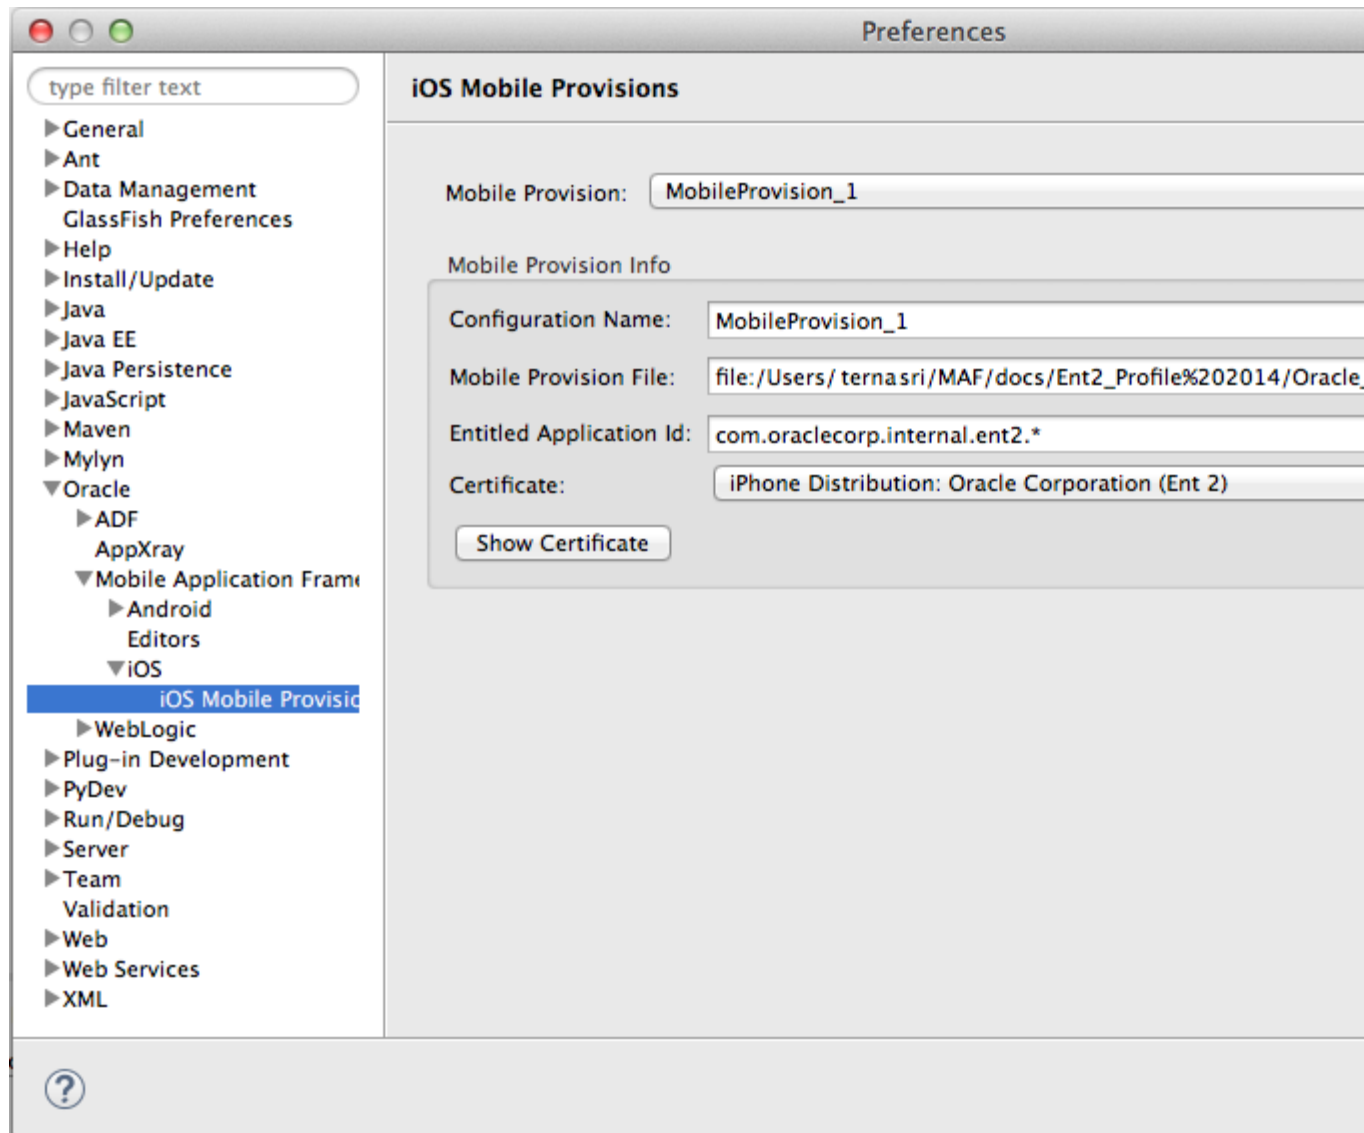 Preferences
type filter text
General
Ant
Data Management
GlassFish Preferences
Help
Install/Update
Java
Java EE
Java Persistence
JavaScript
Maven
Mylyn
Oracle
ADF
AppXray
Mobile Application Frame
Android
Editors
iOS
iOS Mobile Provisio
WebLogic
Plug-in Development
PyDev
Run/Debug
Server
Team
Validation
Web
Web Services
XML
iOS Mobile Provisions
Mobile Provision: MobileProvision_1
Mobile Provision Info
Configuration Name: MobileProvision_1
Mobile Provision File: file:/Users/ternasri/MAF/docs/Ent2_Profile%202014/Oracle_
Entitled Application Id: com.oraclecorp.internal.ent2.*
Certificate: iPhone Distribution: Oracle Corporation (Ent 2)
Show Certificate
?